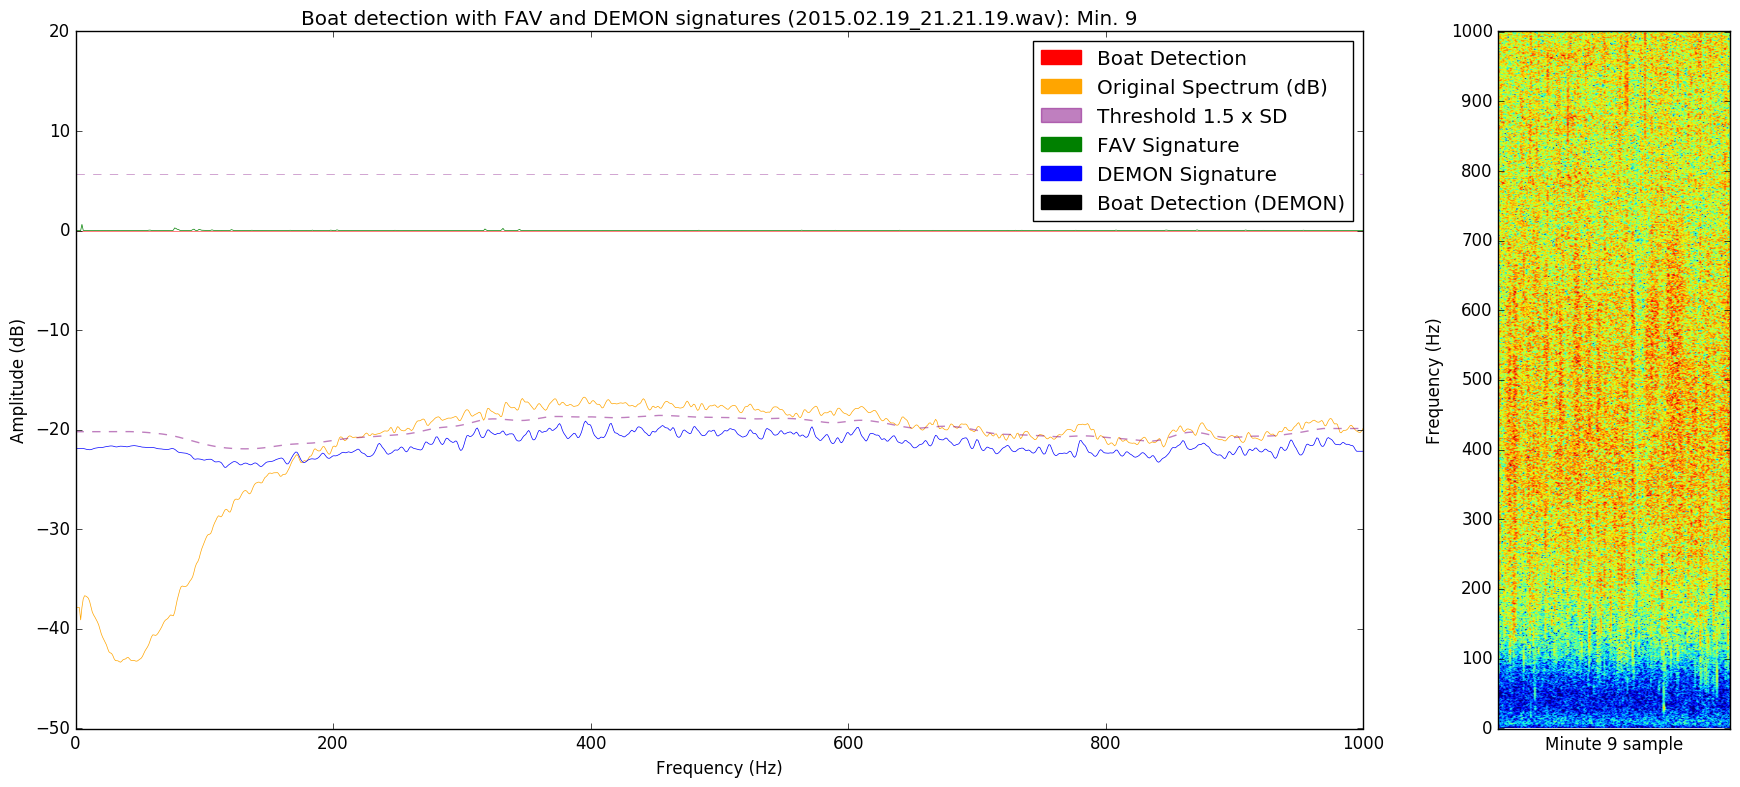 Boat detection with FAV and DEMON signatures (2015.02.19_21.21.19.wav): Min. 9
Boat Detection
Original Spectrum (dB)
Threshold 1.5 x SD
FAV Signature
DEMON Signature
Boat Detection (DEMON)
Amplitude (dB)
20
10
0
−10
−20
−30
−40
−50
0
200
400
600
800
1000
Frequency (Hz)
Frequency (Hz)
1000
900
800
700
600
500
400
300
200
100
0
Minute 9 sample